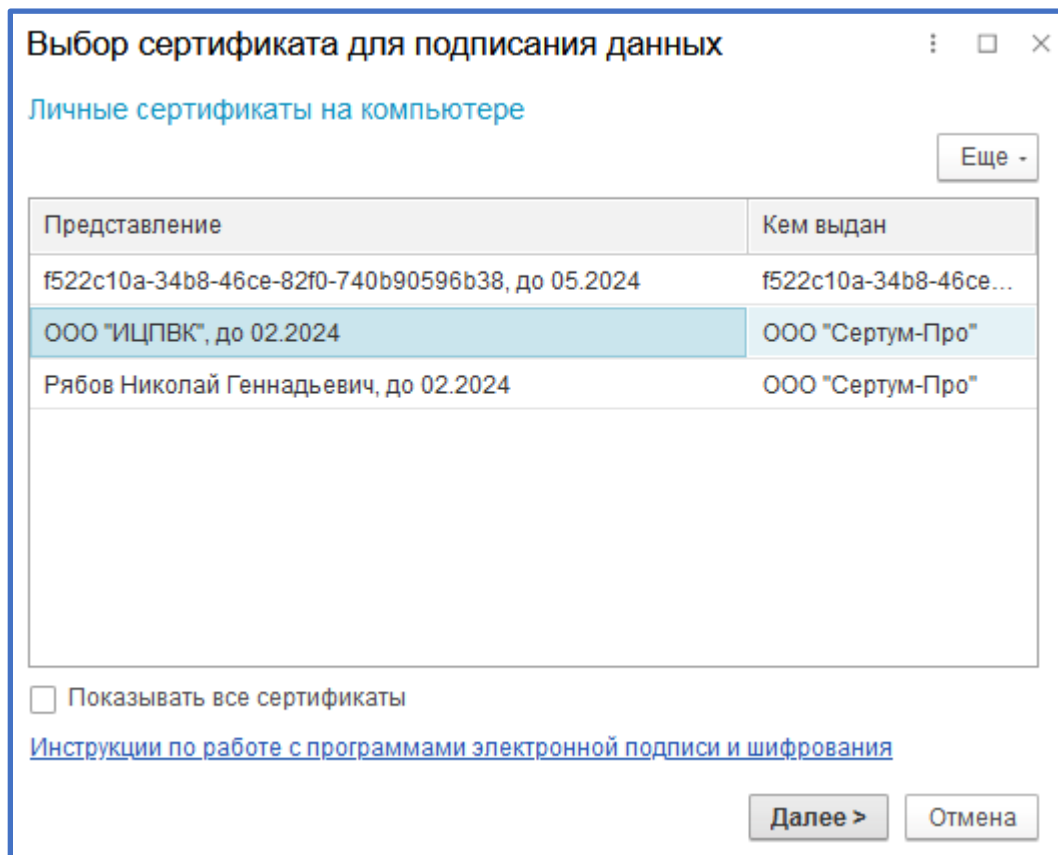 Выбор сертификата для подписания данных
Личные сертификаты на компьютере
Еще
Представление Кем выдан
f522c10a-34b8-46ce-82f0-740b90596b38, до 05.2024 f522c10a-34b8-46ce...
ООО "ИЦПВК", до 02.2024 ООО "Сертум-Про"
Рябов Николай Геннадьевич, до 02.2024 ООО "Сертум-Про"
Показывать все сертификаты
Инструкции по работе с программами электронной подписи и шифрования
Далее > Отмена